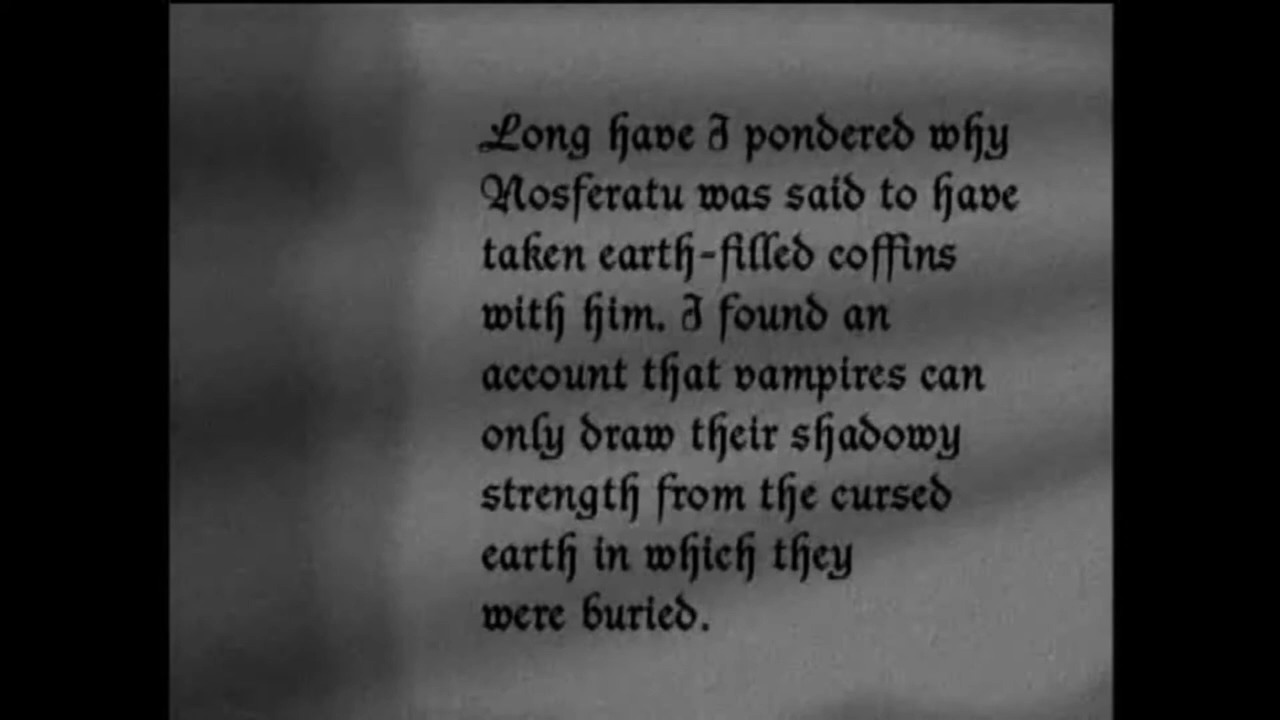 Long have I pondered why
Nosferatu was said to have
taken earth-filled coffins
with him. I found an
account that vampires can
only draw their shadowy
strength from the cursed
earth in which they
were buried.